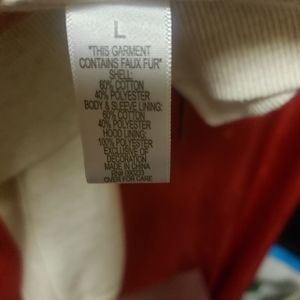 L
"THIS GARMENT
CONTAINS FAUX FUR"
SHELL:
60% COTTON
40% POLYESTER
BODY & SLEEVE LINING:
60% COTTON
40% POLYESTER
HOOD LINING:
100% POLYESTER
EXCLUSIVE OF
DECORATION
MADE IN CHINA
OVER FOR CARE